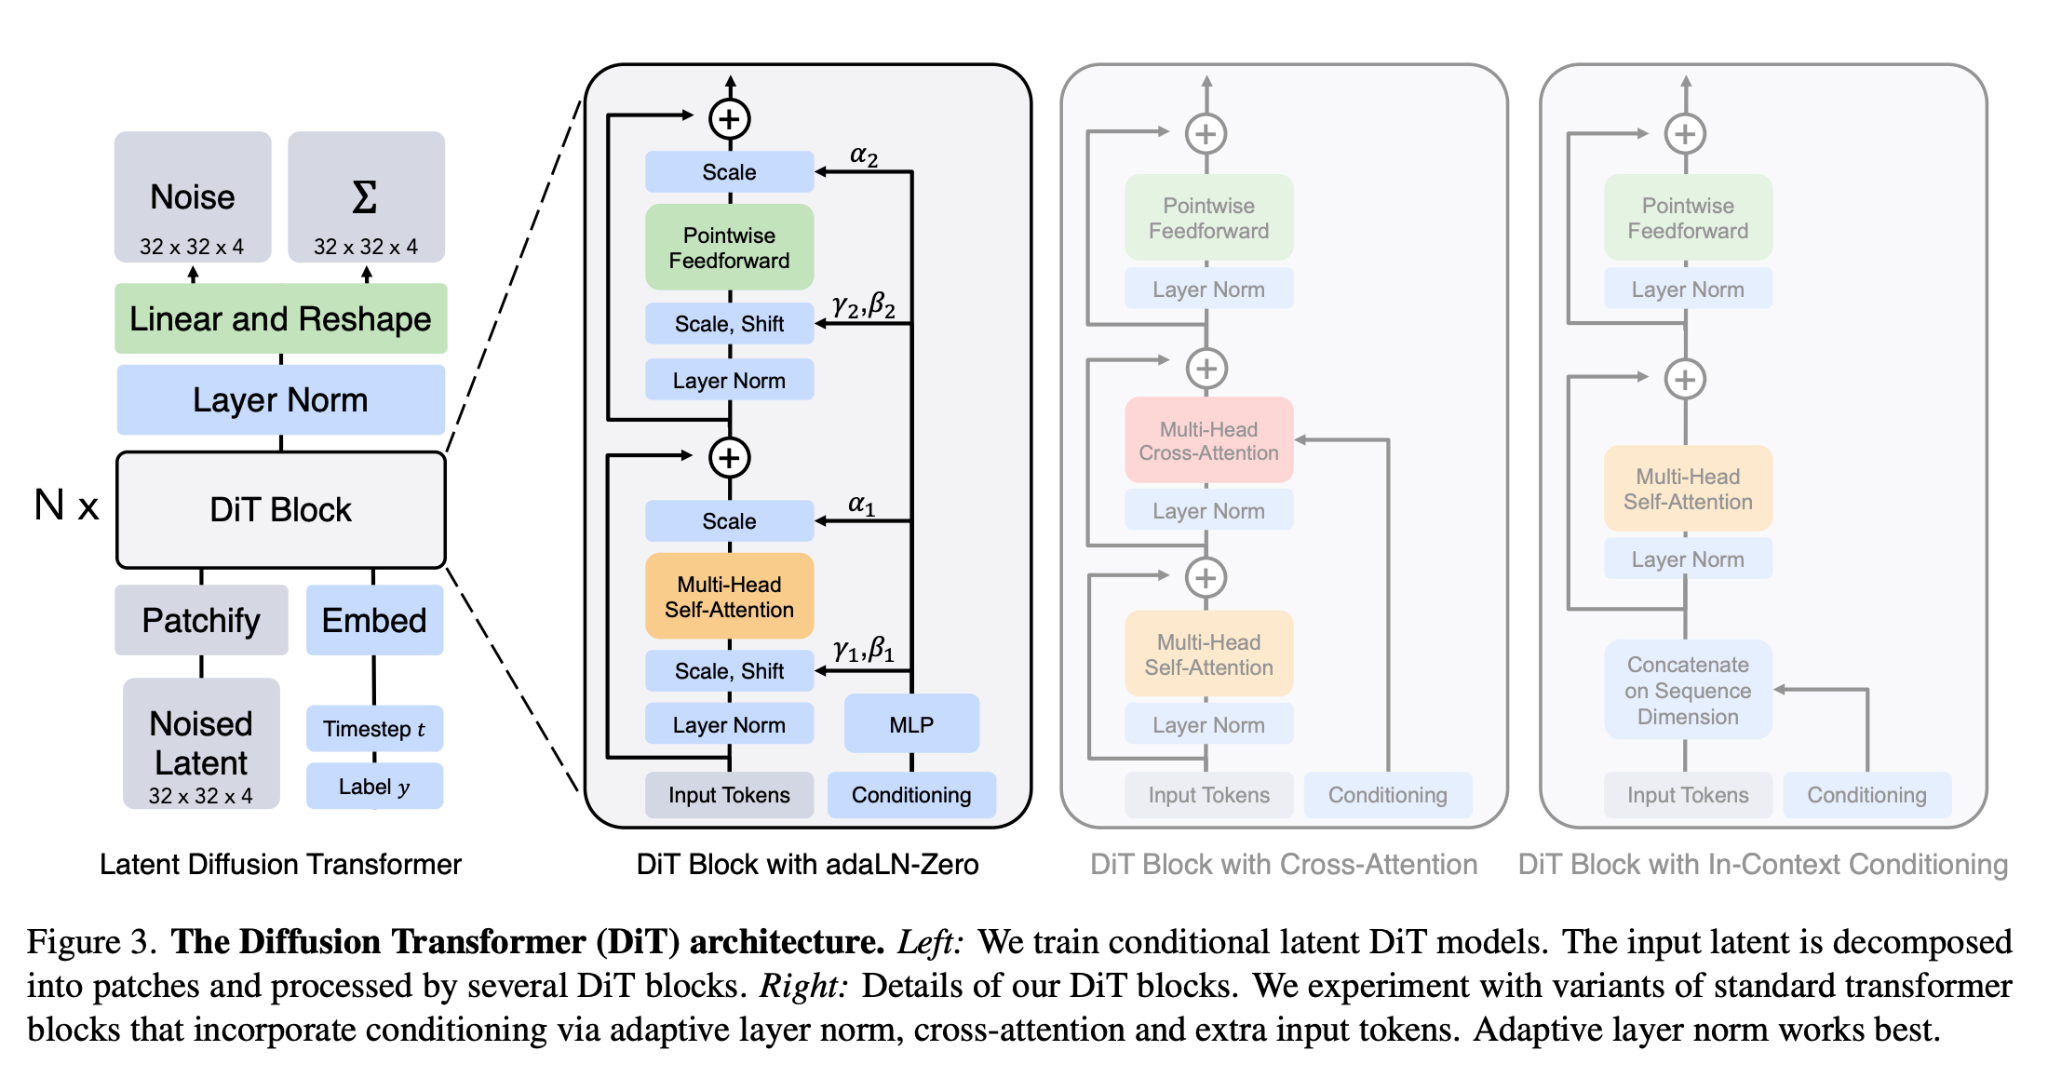 Noise
32 x 32 x 4
Σ
32 x 32 x 4
Linear and Reshape
Layer Norm
N x
DiT Block
Patchify
Embed
Noised
Latent
32 x 32 x 4
Timestep t
Label y
Latent Diffusion Transformer
+
Scale
α2
Pointwise
Feedforward
Scale, Shift
γ2,β2
Layer Norm
+
Scale
α1
Multi-Head
Self-Attention
Scale, Shift
γ1,β1
Layer Norm
MLP
Input Tokens
Conditioning
DiT Block with adaLN-Zero
+
Pointwise
Feedforward
Layer Norm
+
Multi-Head
Cross-Attention
Layer Norm
+
Multi-Head
Self-Attention
Layer Norm
Input Tokens
Conditioning
DiT Block with Cross-Attention
+
Pointwise
Feedforward
Layer Norm
+
Multi-Head
Self-Attention
Layer Norm
Concatenate
on Sequence
Dimension
Input Tokens
Conditioning
DiT Block with In-Context Conditioning
Figure 3. The Diffusion Transformer (DiT) architecture. Left: We train conditional latent DiT models. The input latent is decomposed
into patches and processed by several DiT blocks. Right: Details of our DiT blocks. We experiment with variants of standard transformer
blocks that incorporate conditioning via adaptive layer norm, cross-attention and extra input tokens. Adaptive layer norm works best.